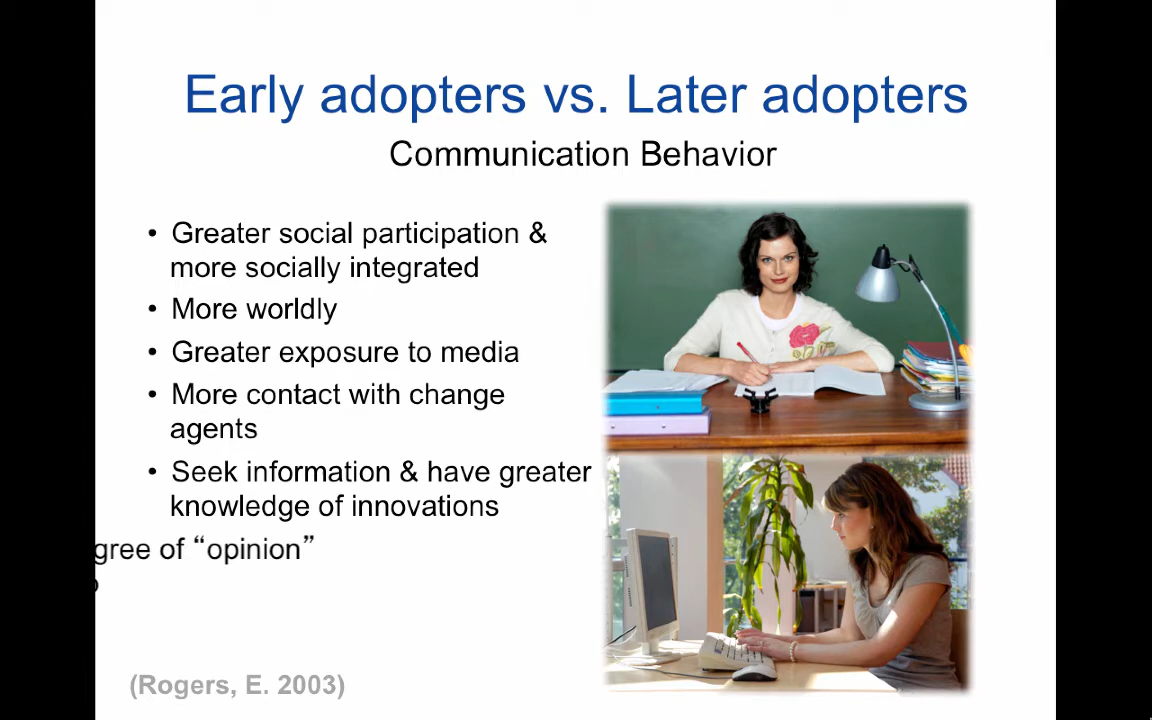 Early adopters vs. Later adopters
Communication Behavior
• Greater social participation &
more socially integrated
• More worldly
• Greater exposure to media
• More contact with change
agents
• Seek information & have greater
knowledge of innovations
gree of “opinion”
(Rogers, E. 2003)